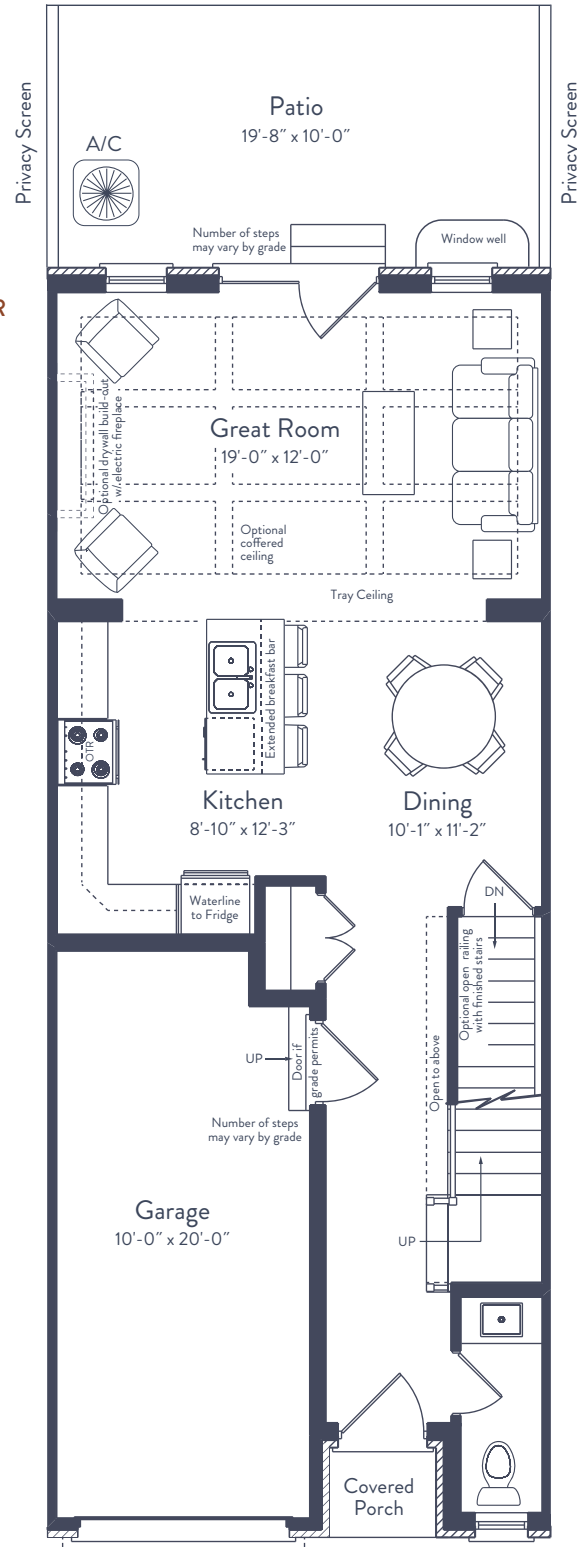 Privacy Screen
Privacy Screen
Patio
19'-8" x 10'-0"
A/C
Number of steps
may vary by grade
Window well
R
Optional drywall build-out
w/ electric fireplace
Great Room
19'-0" x 12'-0"
Optional
coffered
ceiling
Tray Ceiling
Extended breakfast bar
OTR
Kitchen
8'-10" x 12'-3"
Dining
10'-1" x 11'-2"
Waterline
to Fridge
DN
Optional open railing
with finished stairs
Open to above
UP
Door if
grade permits
Number of steps
may vary by grade
Garage
10'-0" x 20'-0"
UP
Covered
Porch